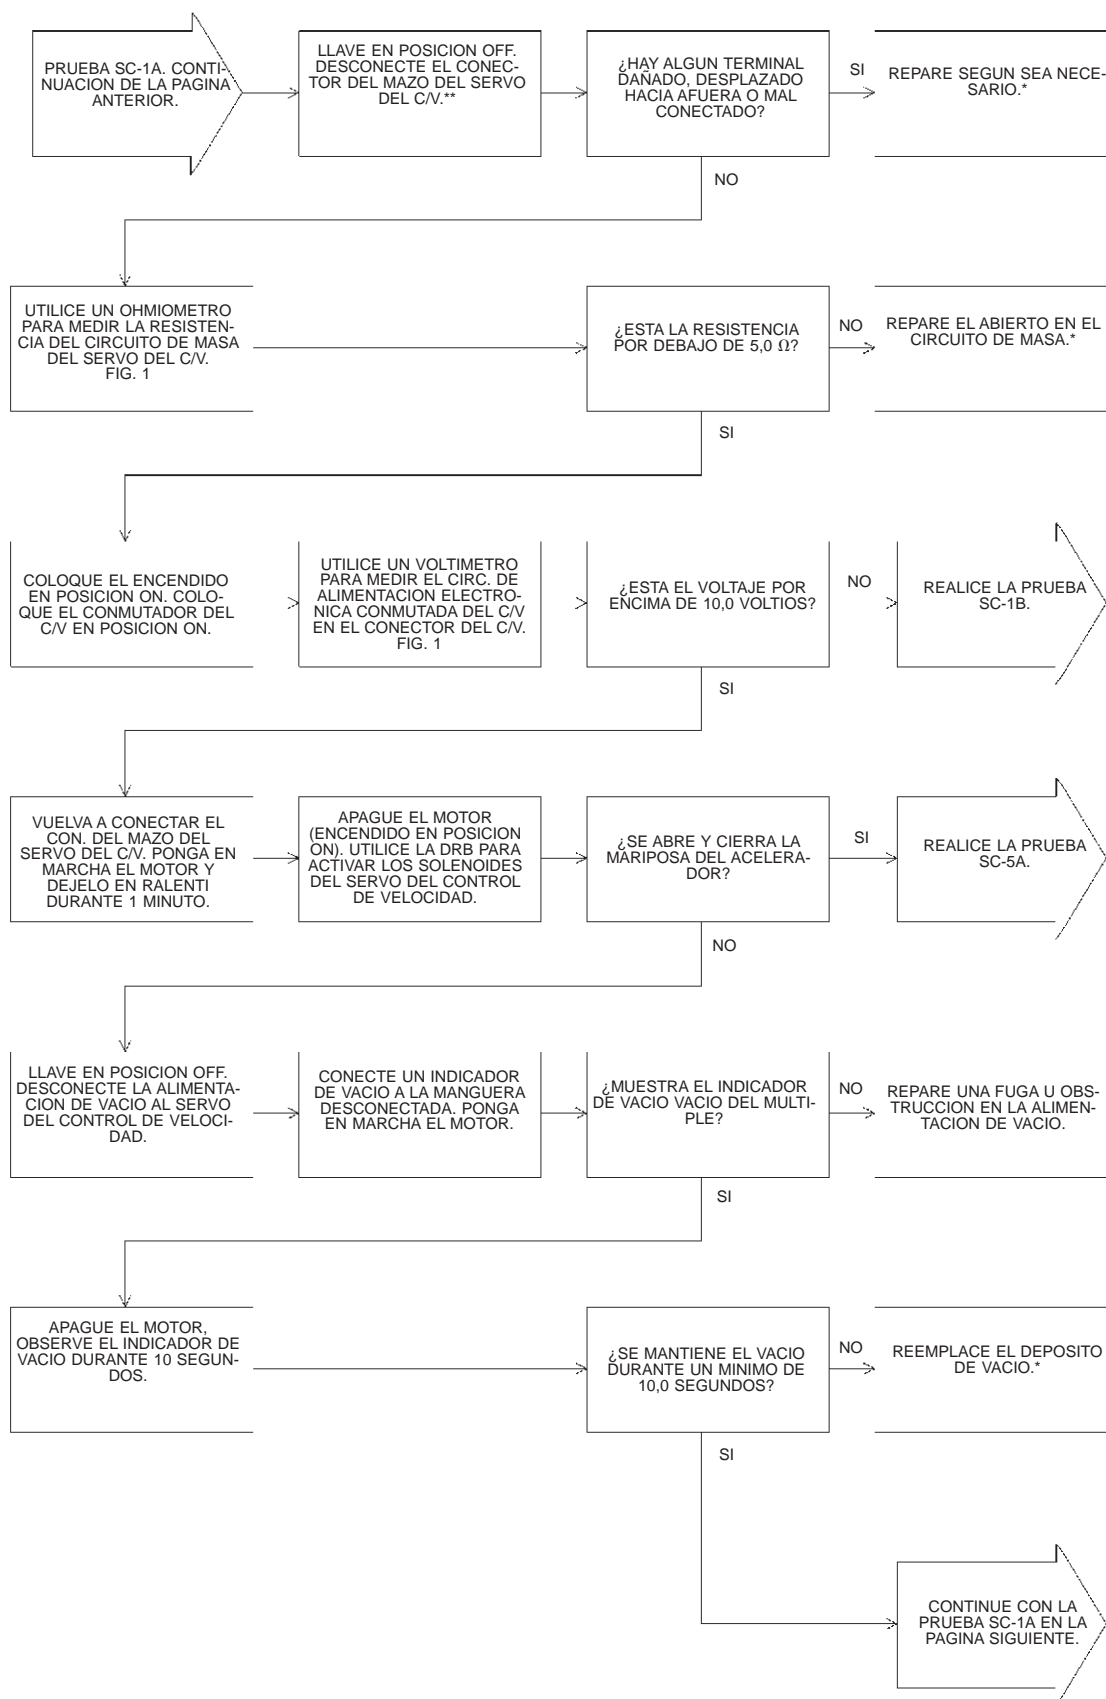 PRUEBA SC-1A. CONTI-
NUACION DE LA PAGINA
ANTERIOR.
LLAVE EN POSICION OFF.
DESCONECTE EL CONEC-
TOR DEL MAZO DEL SERVO
DEL C/V.**
¿HAY ALGUN TERMINAL
DAÑADO, DESPLAZADO
HACIA AFUERA O MAL
CONECTADO?
SI
REPARE SEGUN SEA NECE-
SARIO.*
NO
UTILICE UN OHMIOMETRO
PARA MEDIR LA RESISTEN-
CIA DEL CIRCUITO DE MASA
DEL SERVO DEL C/V.
FIG. 1
¿ESTA LA RESISTENCIA
POR DEBAJO DE 5,0 Ω?
NO
REPARE EL ABIERTO EN EL
CIRCUITO DE MASA.*
SI
COLOQUE EL ENCENDIDO
EN POSICION ON. COLO-
QUE EL CONMUTADOR DEL
C/V EN POSICION ON.
UTILICE UN VOLTIMETRO
PARA MEDIR EL CIRC. DE
ALIMENTACION ELECTRO-
NICA CONMUTADA DEL C/V
EN EL CONECTOR DEL C/V.
FIG. 1
¿ESTA EL VOLTAJE POR
ENCIMA DE 10,0 VOLTIOS?
NO
REALICE LA PRUEBA
SC-1B.
SI
VUELVA A CONECTAR EL
CON. DEL MAZO DEL
SERVO DEL C/V. PONGA EN
MARCHA EL MOTOR Y
DEJELO EN RALENTI
DURANTE 1 MINUTO.
APAGUE EL MOTOR
(ENCENDIDO EN POSICION
ON). UTILICE LA DRB PARA
ACTIVAR LOS SOLENOIDES
DEL SERVO DEL CONTROL
DE VELOCIDAD.
¿SE ABRE Y CIERRA LA
MARIPOSA DEL ACELERA-
DOR?
SI
REALICE LA PRUEBA
SC-5A.
NO
LLAVE EN POSICION OFF.
DESCONECTE LA ALIMENTA-
CION DE VACIO AL SERVO
DEL CONTROL DE VELOCI-
DAD.
CONECTE UN INDICADOR
DE VACIO A LA MANGUERA
DESCONECTADA. PONGA
EN MARCHA EL MOTOR.
¿MUESTRA EL INDICADOR
DE VACIO VACIO DEL MULTI-
PLE?
NO
REPARE UNA FUGA U OBS-
TRUCCION EN LA ALIMEN-
TACION DE VACIO.
SI
APAGUE EL MOTOR,
OBSERVE EL INDICADOR DE
VACIO DURANTE 10 SEGUN-
DOS.
¿SE MANTIENE EL VACIO
DURANTE UN MINIMO DE
10,0 SEGUNDOS?
NO
REEMPLACE EL DEPOSITO
DE VACIO.*
SI
CONTINUE CON LA
PRUEBA SC-1A EN LA
PAGINA SIGUIENTE.